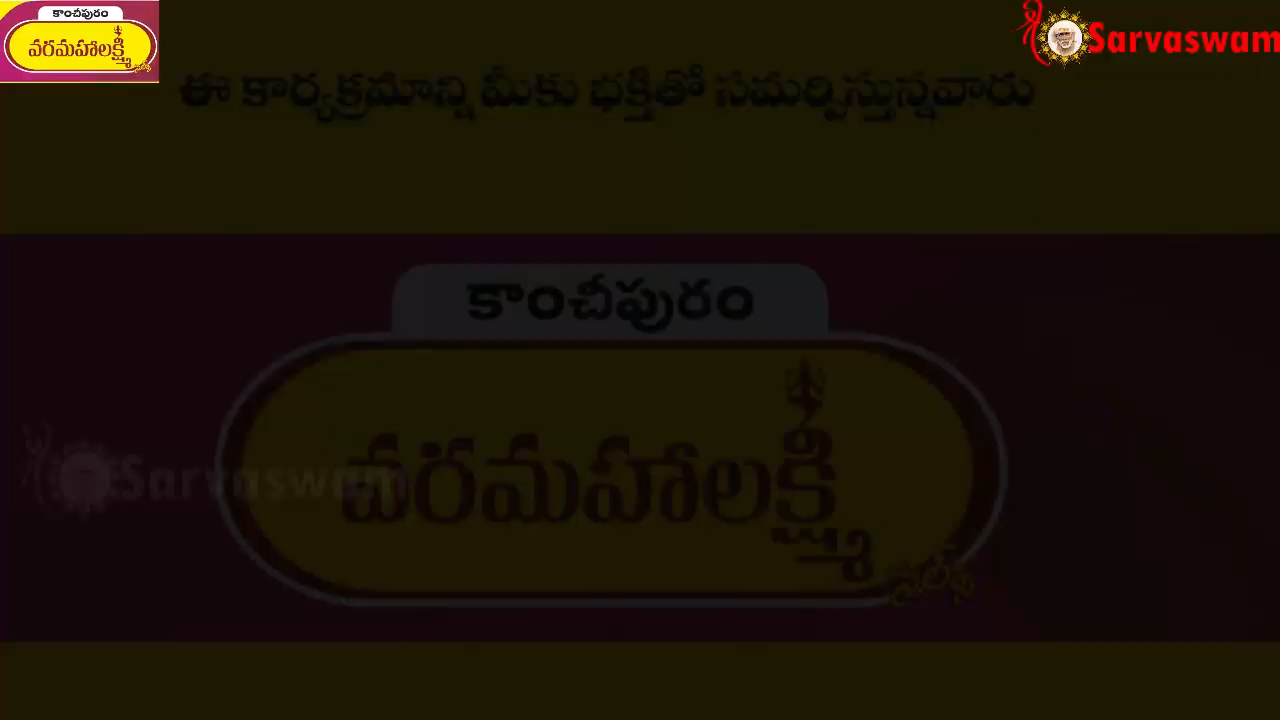 కాంచీపురం
వరమహాలక్ష్మి
సిల్క్స్
శ్రీ Sarvaswam
ఈ కార్యక్రమాన్ని మీకు భక్తితో సమర్పిస్తున్నవారు
కాంచీపురం
వరమహాలక్ష్మి
సిల్క్స్
శ్రీ Sarvaswam